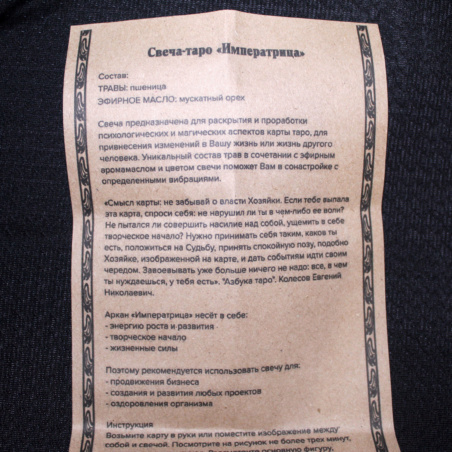 Свеча-таро «Императрица»
Состав:
ТРАВЫ: пшеница
ЭФИРНОЕ МАСЛО: мускатный орех
Свеча предназначена для раскрытия и проработки
психологических и магических аспектов карты таро, для
привнесения изменений в Вашу жизнь или жизнь другого
человека. Уникальный состав трав в сочетании с эфирным
аромамаслом и цветом свечи поможет Вам в сонастройке с
определенными вибрациями.
«Смысл карты: не забывай о власти Хозяйки. Если тебе выпала
эта карта, спроси себя: не нарушил ли ты в чем-либо ее воли?
Не пытался ли совершить насилие над собой, ущемить в себе
творческое начало? Нужно принимать себя таким, каков ты
есть, положиться на Судьбу, принять спокойную позу, подобно
Хозяйке, изображенной на карте, и дать событиям идти своим
чередом. Завоевывать уже больше ничего не надо: все, в чем
ты нуждаешься, у тебя есть». "Азбука таро". Колесов Евгений
Николаевич.
Аркан «Императрица» несёт в себе:
- энергию роста и развития
- творческое начало
- жизненные силы
Поэтому рекомендуется использовать свечу для:
- продвижения бизнеса
- создания и развития любых проектов
- оздоровления организма
Инструкция
Возьмите карту в руки или поместите изображение между
собой и свечой. Посмотрите на рисунок не более трех минут,
основную фигуру,